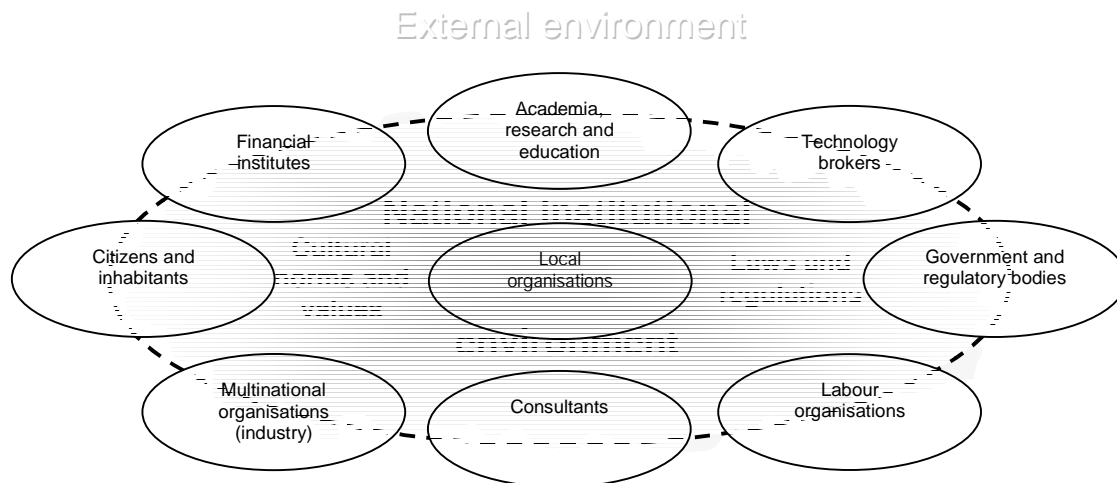 External environment
Academia,
research and
education
Financial
institutes
Technology
brokers
National institutional
Citizens and
inhabitants
Cultural
norms and
values
Local
organisations
Laws and
regulations
Government and
regulatory bodies
environment
Multinational
organisations
(industry)
Consultants
Labour
organisations